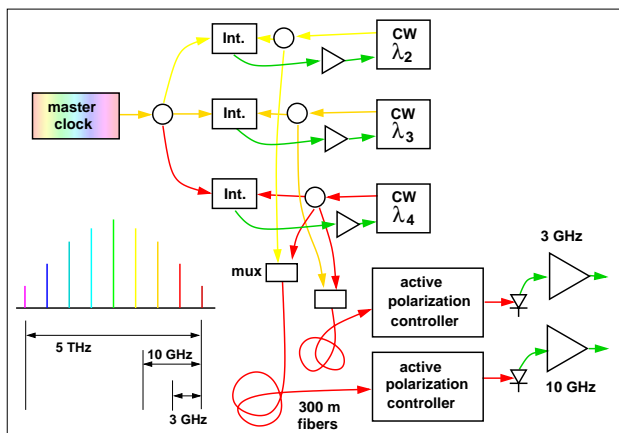 Int.
CW
λ2
master
clock
Int.
CW
λ3
Int.
CW
λ4
mux
3 GHz
active
polarization
controller
5 THz
10 GHz
active
polarization
controller
10 GHz
3 GHz
300 m
fibers